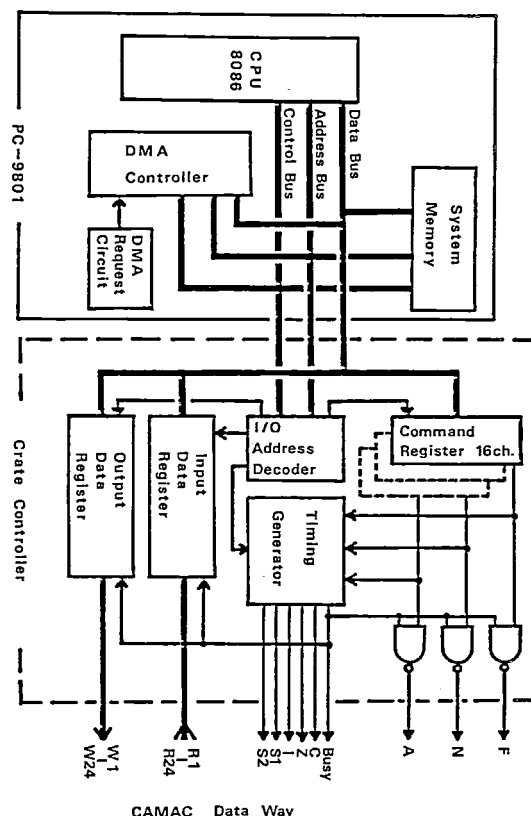 CPU
8086
Data Bus
Address Bus
Control Bus
DMA
Controller
DMA
Request
Circuit
System
Memory
PC-9801
Output
Data
Register
Input
Data
Register
I/O
Address
Decoder
Command
Register 16ch.
Timing
Generator
Crate Controller
W1
W24
R1
R24
S2
S1
I
Z
C
Busy
A
N
F
CAMAC Data Way